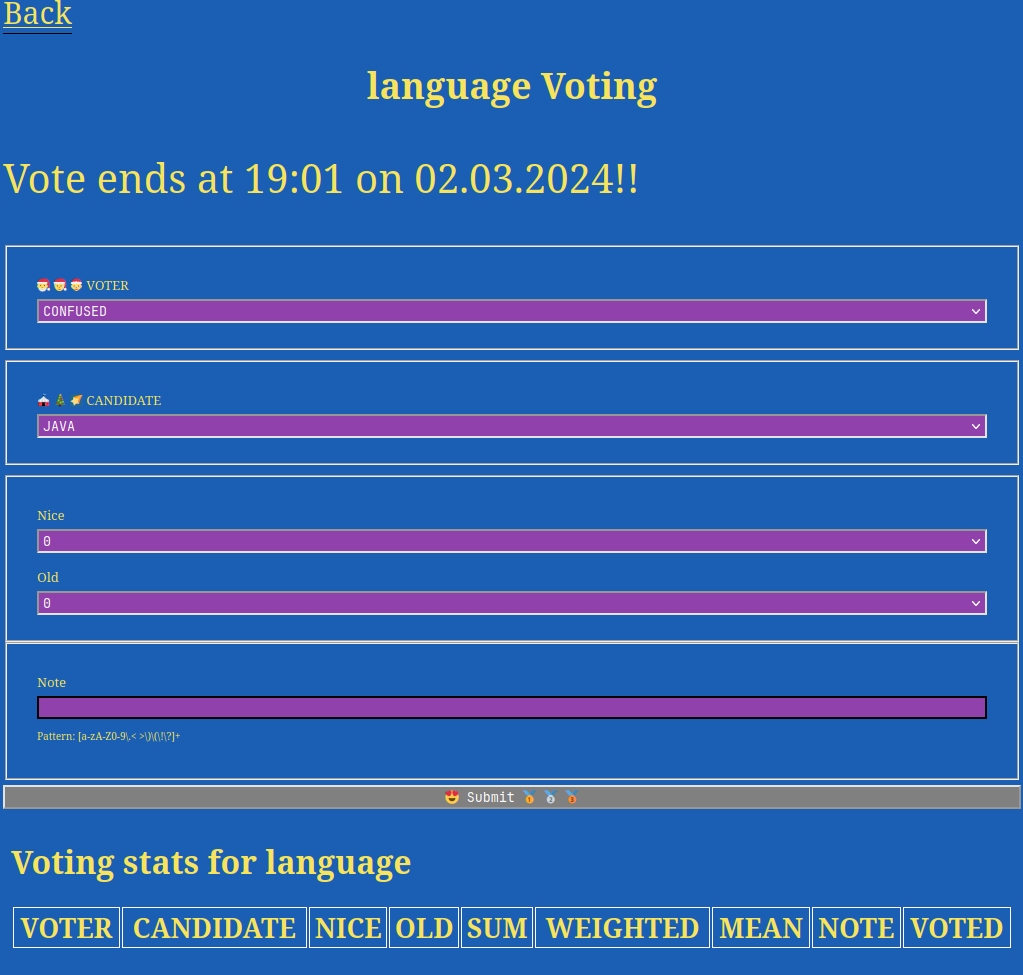 Back
language Voting
Vote ends at 19:01 on 02.03.2024!!
🎅🤶🧑‍🎄 VOTER
CONFUSED
🎪🎄🌠 CANDIDATE
JAVA
Nice
0
Old
0
Note
Pattern: [a-zA-Z0-9\.< >\)\(\!\?]+
😍 Submit 🥇 🥈 🥉
Voting stats for language
VOTER CANDIDATE NICE OLD SUM WEIGHTED MEAN NOTE VOTED